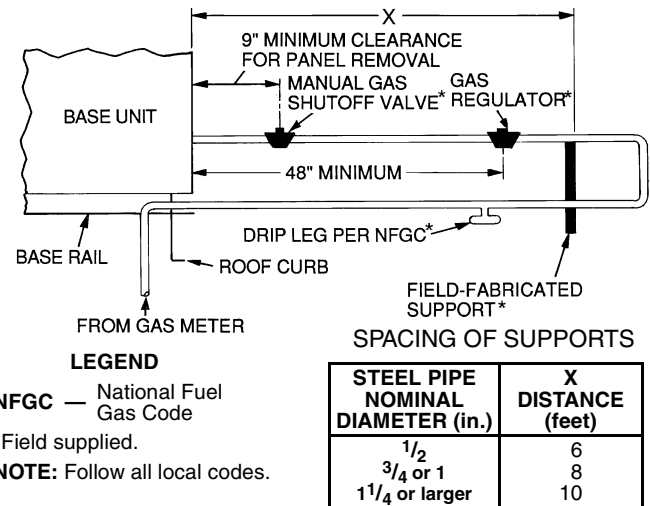 X
9" MINIMUM CLEARANCE
FOR PANEL REMOVAL
MANUAL GAS
SHUTOFF VALVE*
GAS
REGULATOR*
BASE UNIT
48" MINIMUM
DRIP LEG PER NFGC*
BASE RAIL
ROOF CURB
FROM GAS METER
FIELD-FABRICATED
SUPPORT*
LEGEND
NFGC — National Fuel
Gas Code
Field supplied.
NOTE: Follow all local codes.
SPACING OF SUPPORTS
STEEL PIPE
NOMINAL
DIAMETER (in.)
X
DISTANCE
(feet)
1/2 6
3/4 or 1 8
1 1/4 or larger 10